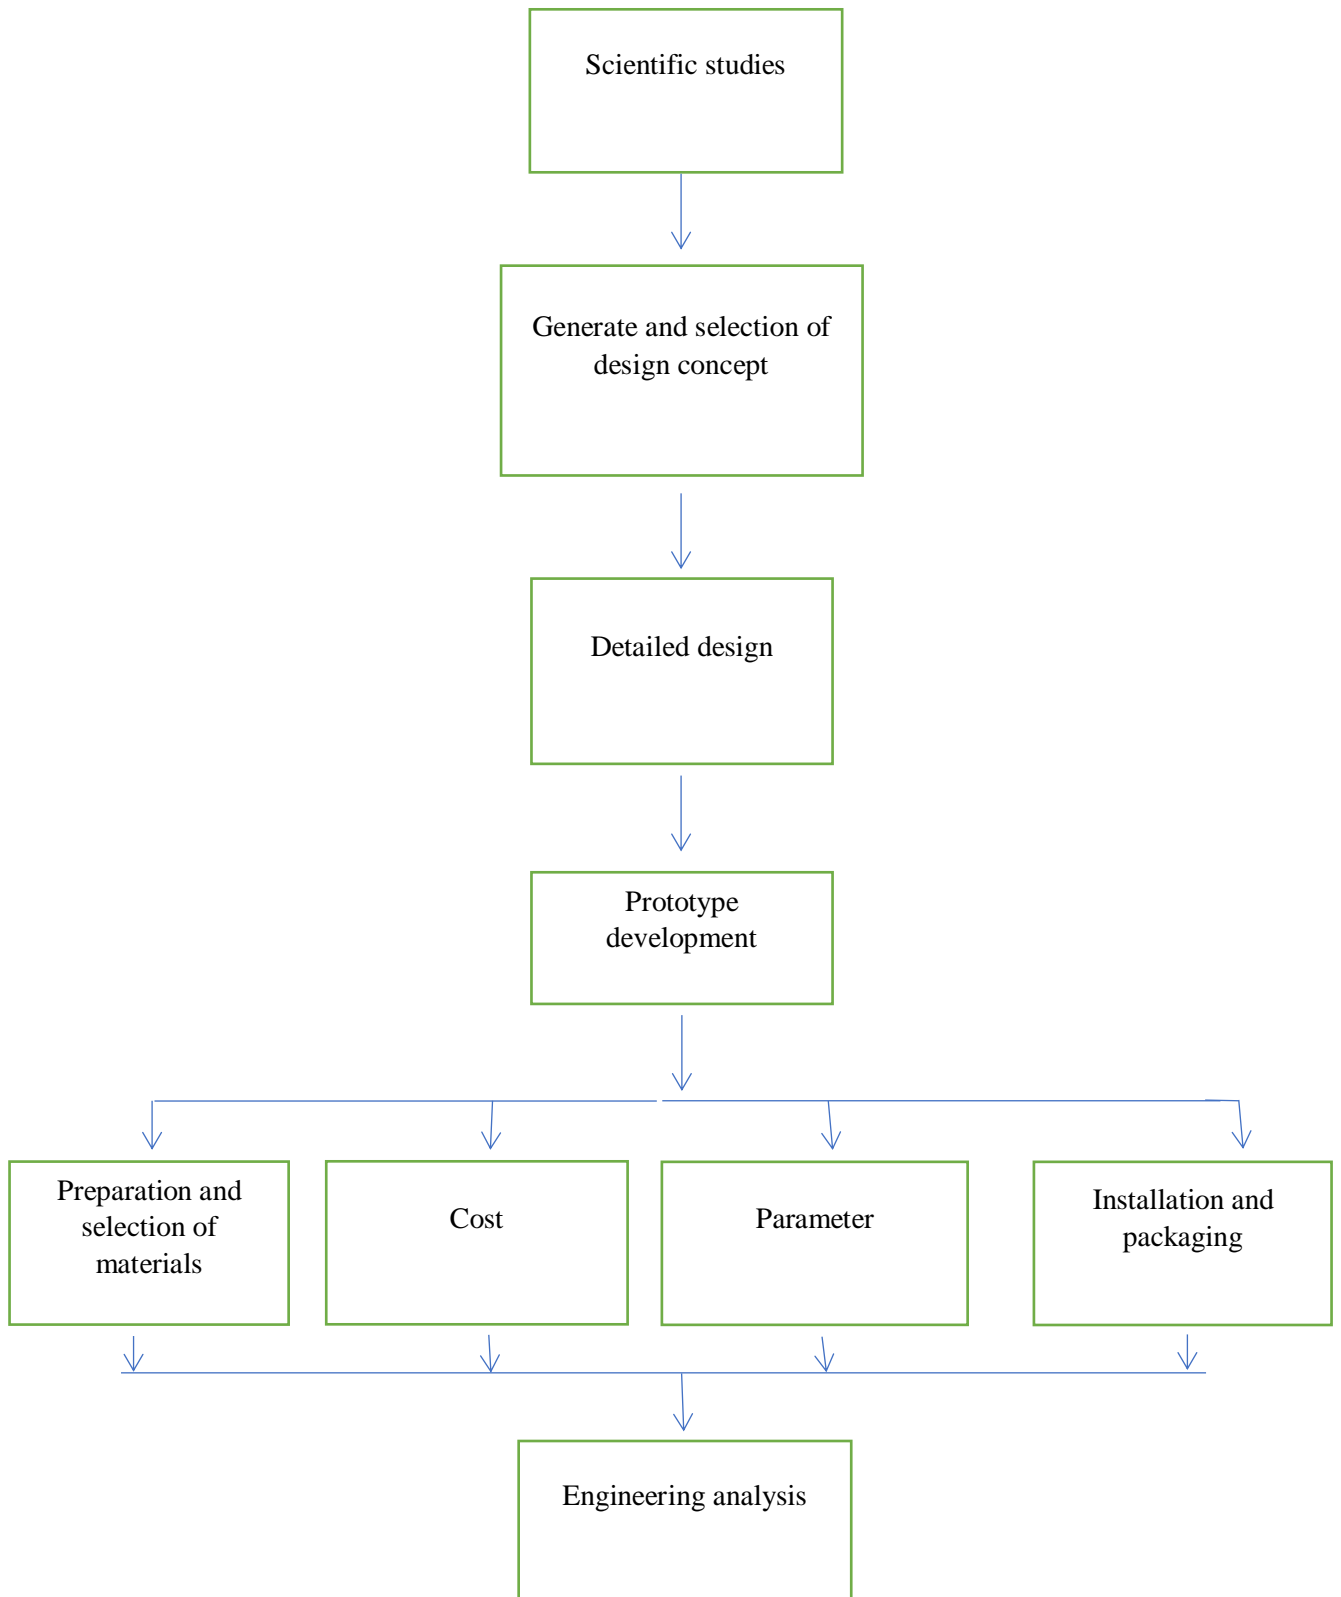 Scientific studies
Generate and selection of
design concept
Detailed design
Prototype
development
Preparation and
selection of
materials
Cost
Parameter
Installation and
packaging
Engineering analysis